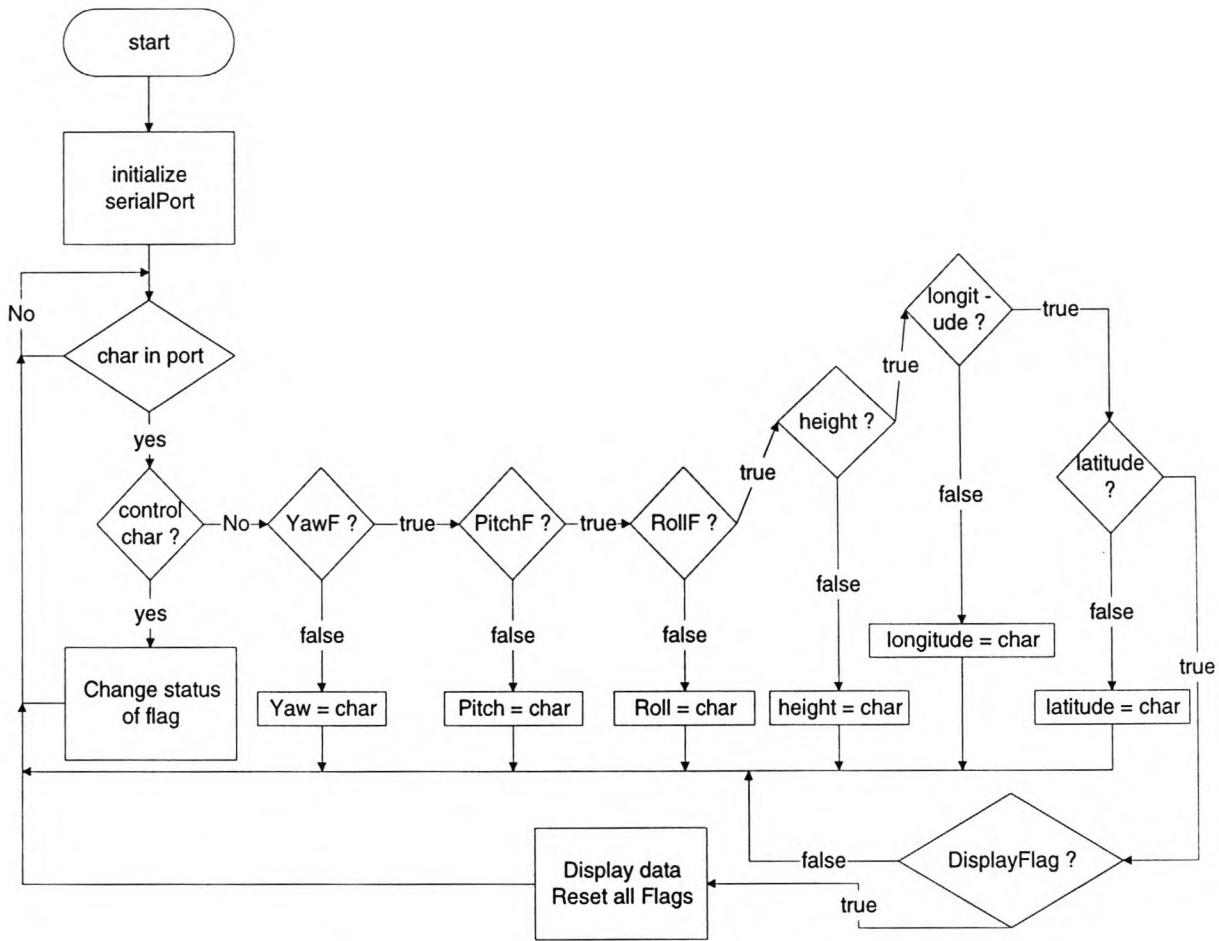 start
initialize
serialPort
No
char in port
yes
control
char ?
No
YawF ?
true
PitchF ?
true
RollF ?
true
height ?
true
longit -
ude ?
true
latitude
?
yes
false
false
false
false
false
false
true
Change status
of flag
Yaw = char
Pitch = char
Roll = char
height = char
longitude = char
latitude = char
Display data
Reset all Flags
false
true
DisplayFlag ?